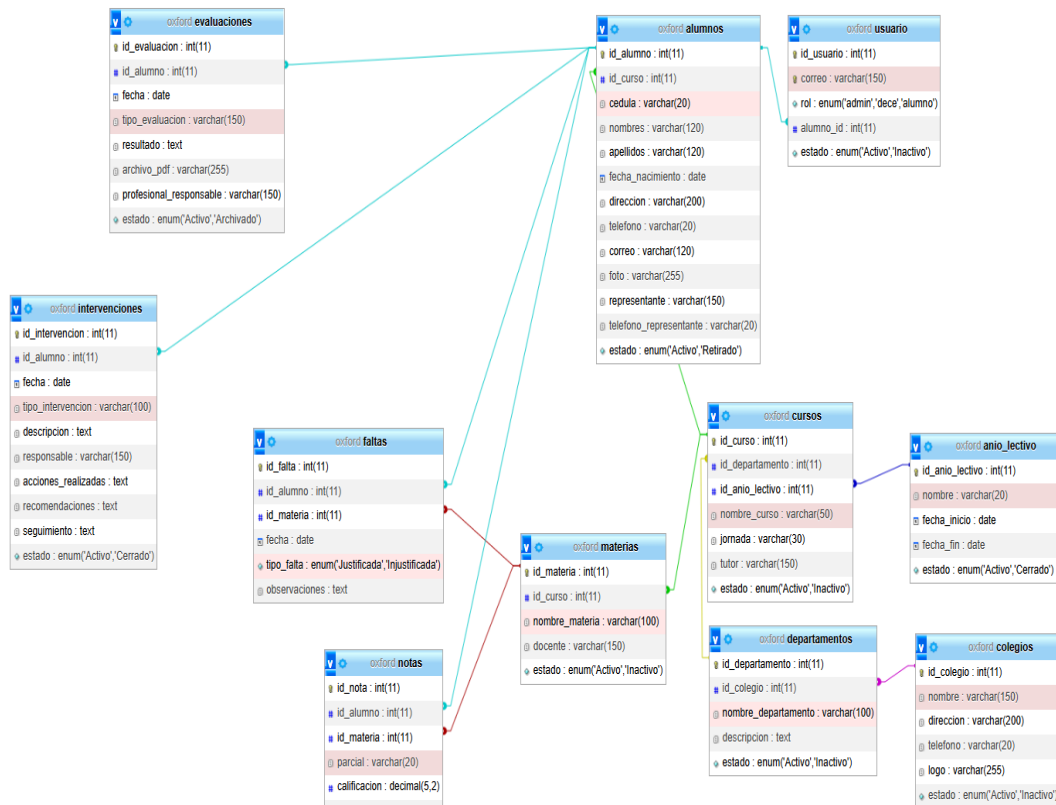 oxford evaluaciones
id_evaluacion : int(11)
id_alumno : int(11)
fecha : date
tipo_evaluacion : varchar(150)
resultado : text
archivo_pdf : varchar(255)
profesional_responsable : varchar(150)
estado : enum('Activo','Archivado')
oxford alumnos
id_alumno : int(11)
id_curso : int(11)
cedula : varchar(20)
nombres : varchar(120)
apellidos : varchar(120)
fecha_nacimiento : date
direccion : varchar(200)
telefono : varchar(20)
correo : varchar(120)
foto : varchar(255)
representante : varchar(150)
telefono_representante : varchar(20)
estado : enum('Activo','Retirado')
oxford usuario
id_usuario : int(11)
correo : varchar(150)
rol : enum('admin','dece','alumno')
alumno_id : int(11)
estado : enum('Activo','Inactivo')
oxford intervenciones
id_intervencion : int(11)
id_alumno : int(11)
fecha : date
tipo_intervencion : varchar(100)
descripcion : text
responsable : varchar(150)
acciones_realizadas : text
recomendaciones : text
seguimiento : text
estado : enum('Activo','Cerrado')
oxford faltas
id_falta : int(11)
id_alumno : int(11)
id_materia : int(11)
fecha : date
tipo_falta : enum('Justificada','Injustificada')
observaciones : text
oxford cursos
id_curso : int(11)
id_departamento : int(11)
id_anio_lectivo : int(11)
nombre_curso : varchar(50)
jornada : varchar(30)
tutor : varchar(150)
estado : enum('Activo','Inactivo')
oxford anio_lectivo
id_anio_lectivo : int(11)
nombre : varchar(20)
fecha_inicio : date
fecha_fin : date
estado : enum('Activo','Cerrado')
oxford materias
id_materia : int(11)
id_curso : int(11)
nombre_materia : varchar(100)
docente : varchar(150)
estado : enum('Activo','Inactivo')
oxford notas
id_nota : int(11)
id_alumno : int(11)
id_materia : int(11)
parcial : varchar(20)
calificacion : decimal(5,2)
oxford departamentos
id_departamento : int(11)
id_colegio : int(11)
nombre_departamento : varchar(100)
descripcion : text
estado : enum('Activo','Inactivo')
oxford colegios
id_colegio : int(11)
nombre : varchar(150)
direccion : varchar(200)
telefono : varchar(20)
logo : varchar(255)
estado : enum('Activo','Inactivo')